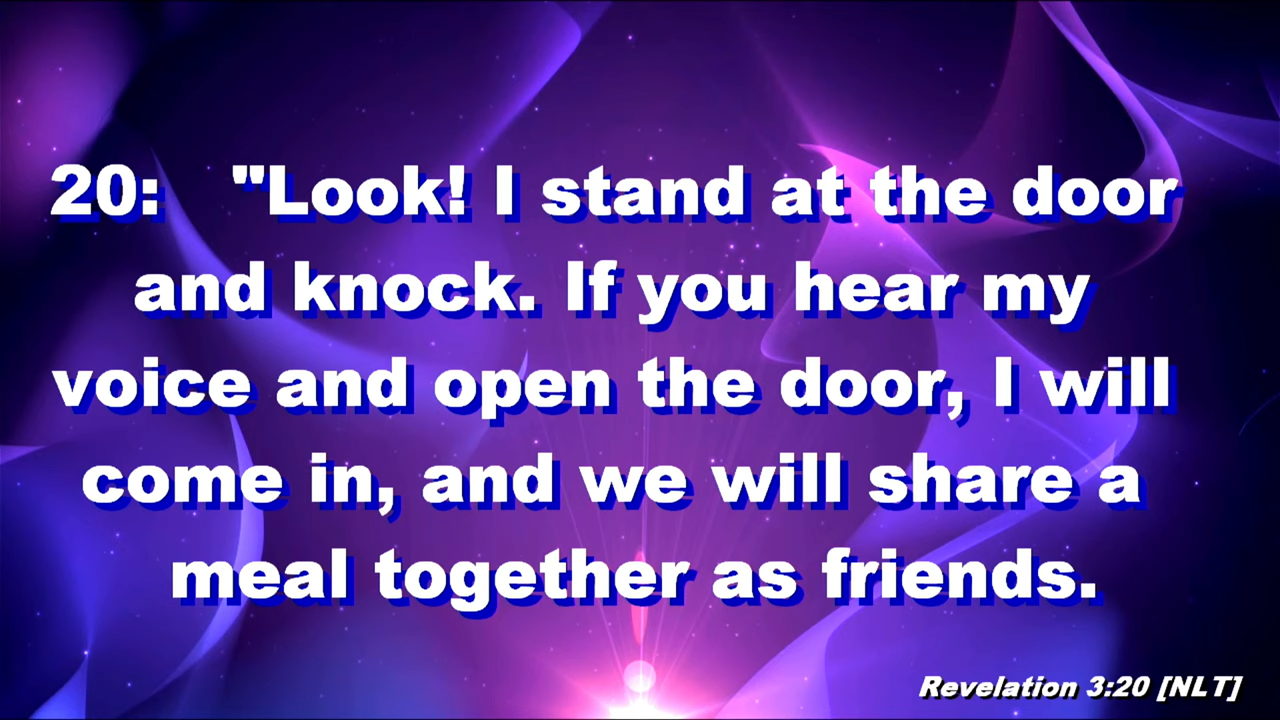 20: "Look! I stand at the door
and knock. If you hear my
voice and open the door, I will
come in, and we will share a
meal together as friends.
Revelation 3:20 [NLT]